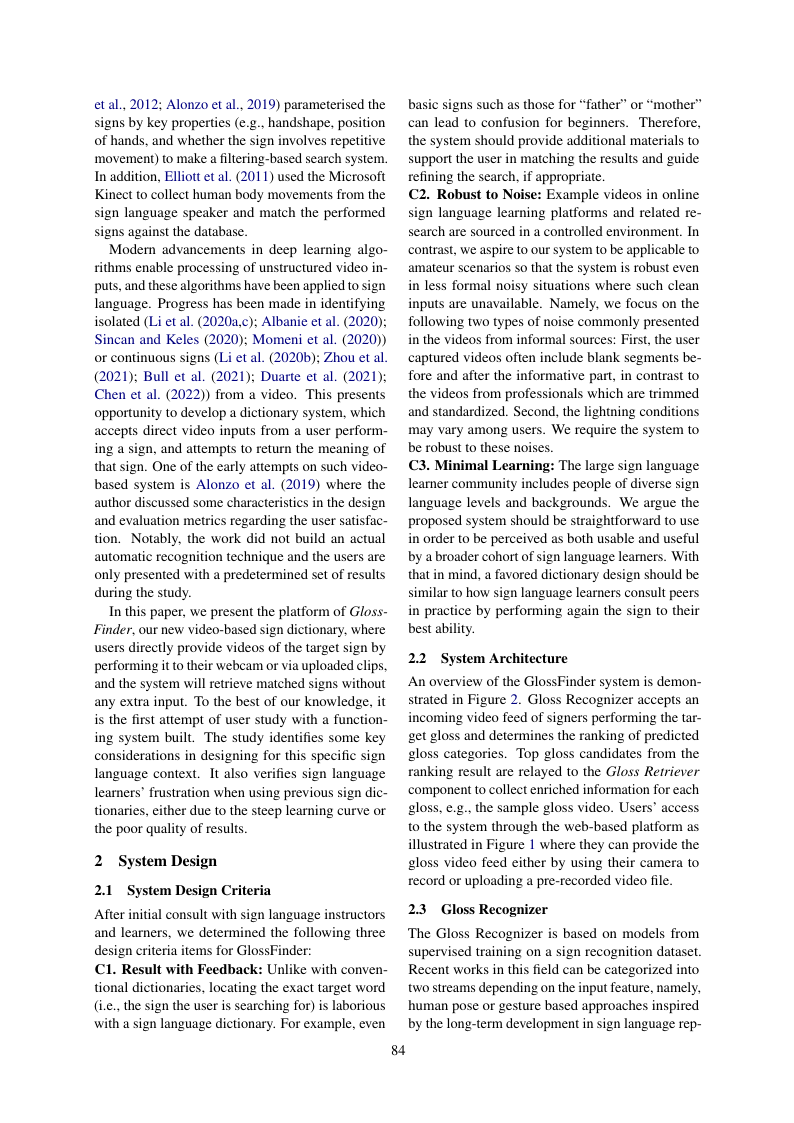 et al., 2012; Alonzo et al., 2019) parameterised the
signs by key properties (e.g., handshape, position
of hands, and whether the sign involves repetitive
movement) to make a filtering-based search system.
In addition, Elliott et al. (2011) used the Microsoft
Kinect to collect human body movements from the
sign language speaker and match the performed
signs against the database.
Modern advancements in deep learning algo-
rithms enable processing of unstructured video in-
puts, and these algorithms have been applied to sign
language. Progress has been made in identifying
isolated (Li et al. (2020a,c); Albanie et al. (2020);
Sincan and Keles (2020); Momeni et al. (2020))
or continuous signs (Li et al. (2020b); Zhou et al.
(2021); Bull et al. (2021); Duarte et al. (2021);
Chen et al. (2022)) from a video. This presents
opportunity to develop a dictionary system, which
accepts direct video inputs from a user perform-
ing a sign, and attempts to return the meaning of
that sign. One of the early attempts on such video-
based system is Alonzo et al. (2019) where the
author discussed some characteristics in the design
and evaluation metrics regarding the user satisfac-
tion. Notably, the work did not build an actual
automatic recognition technique and the users are
only presented with a predetermined set of results
during the study.
In this paper, we present the platform of Gloss-
Finder, our new video-based sign dictionary, where
users directly provide videos of the target sign by
performing it to their webcam or via uploaded clips,
and the system will retrieve matched signs without
any extra input. To the best of our knowledge, it
is the first attempt of user study with a function-
ing system built. The study identifies some key
considerations in designing for this specific sign
language context. It also verifies sign language
learners' frustration when using previous sign dic-
tionaries, either due to the steep learning curve or
the poor quality of results.
2 System Design
2.1 System Design Criteria
After initial consult with sign language instructors
and learners, we determined the following three
design criteria items for GlossFinder:
C1. Result with Feedback: Unlike with conven-
tional dictionaries, locating the exact target word
(i.e., the sign the user is searching for) is laborious
with a sign language dictionary. For example, even
basic signs such as those for “father” or “mother”
can lead to confusion for beginners. Therefore,
the system should provide additional materials to
support the user in matching the results and guide
refining the search, if appropriate.
C2. Robust to Noise: Example videos in online
sign language learning platforms and related re-
search are sourced in a controlled environment. In
contrast, we aspire to our system to be applicable to
amateur scenarios so that the system is robust even
in less formal noisy situations where such clean
inputs are unavailable. Namely, we focus on the
following two types of noise commonly presented
in the videos from informal sources: First, the user
captured videos often include blank segments be-
fore and after the informative part, in contrast to
the videos from professionals which are trimmed
and standardized. Second, the lightning conditions
may vary among users. We require the system to
be robust to these noises.
C3. Minimal Learning: The large sign language
learner community includes people of diverse sign
language levels and backgrounds. We argue the
proposed system should be straightforward to use
in order to be perceived as both usable and useful
by a broader cohort of sign language learners. With
that in mind, a favored dictionary design should be
similar to how sign language learners consult peers
in practice by performing again the sign to their
best ability.
2.2 System Architecture
An overview of the GlossFinder system is demon-
strated in Figure 2. Gloss Recognizer accepts an
incoming video feed of signers performing the tar-
get gloss and determines the ranking of predicted
gloss categories. Top gloss candidates from the
ranking result are relayed to the Gloss Retriever
component to collect enriched information for each
gloss, e.g., the sample gloss video. Users' access
to the system through the web-based platform as
illustrated in Figure 1 where they can provide the
gloss video feed either by using their camera to
record or uploading a pre-recorded video file.
2.3 Gloss Recognizer
The Gloss Recognizer is based on models from
supervised training on a sign recognition dataset.
Recent works in this field can be categorized into
two streams depending on the input feature, namely,
human pose or gesture based approaches inspired
by the long-term development in sign language rep-
84